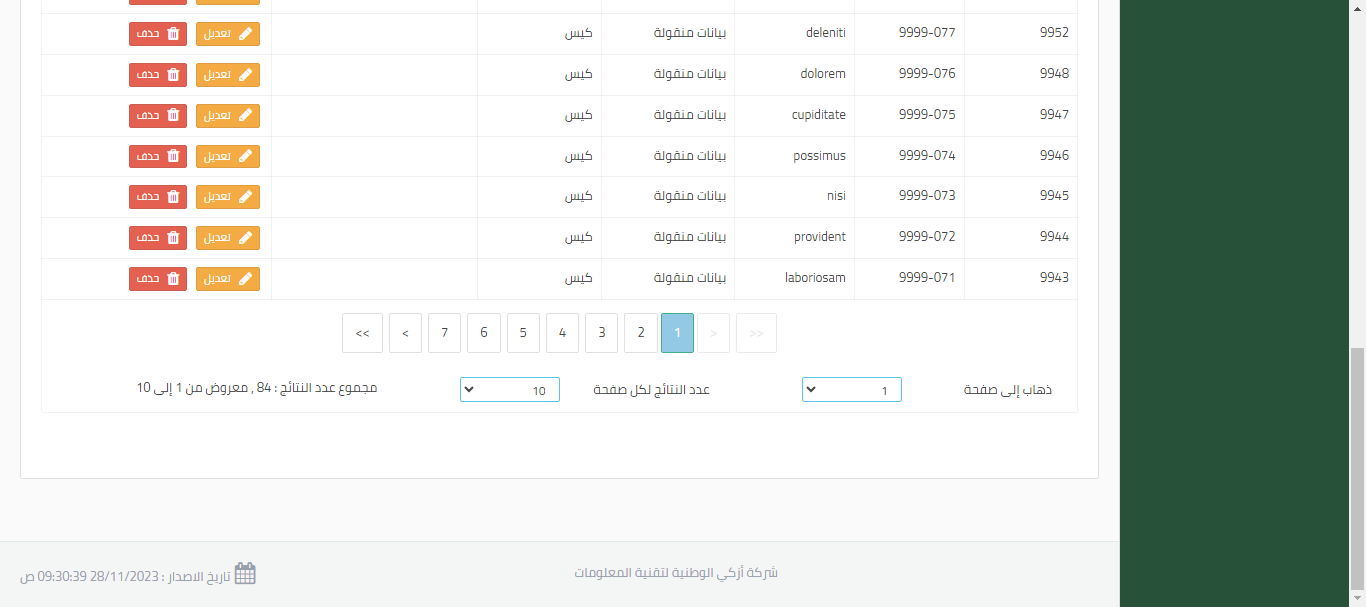 9952 9999-077 deleniti بيانات منقولة كيس تعديل حذف
9948 9999-076 dolorem بيانات منقولة كيس تعديل حذف
9947 9999-075 cupiditate بيانات منقولة كيس تعديل حذف
9946 9999-074 possimus بيانات منقولة كيس تعديل حذف
9945 9999-073 nisi بيانات منقولة كيس تعديل حذف
9944 9999-072 provident بيانات منقولة كيس تعديل حذف
9943 9999-071 laboriosam بيانات منقولة كيس تعديل حذف
<< < 1 2 3 4 5 6 7 > >>
ذهاب إلى صفحة 1 عدد النتائج لكل صفحة 10 مجموع عدد النتائج : 84 , معروض من 1 إلى 10
شركة أزكي الوطنية لتقنية المعلومات
تاريخ الاصدار : 28/11/2023 09:30:39 ص